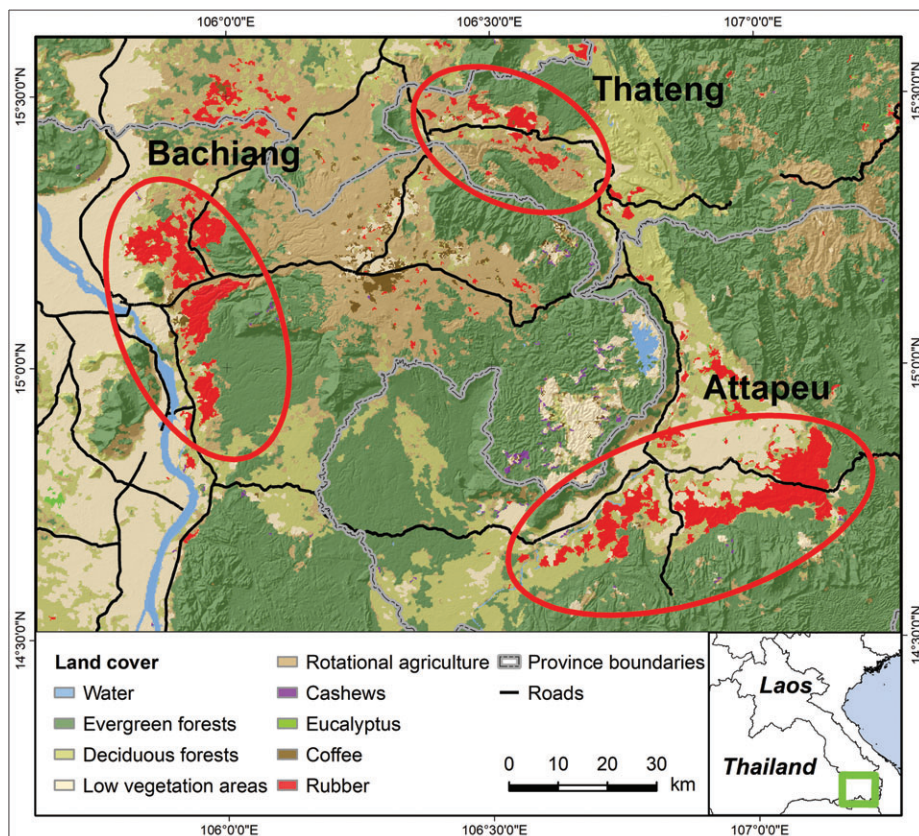 106°0'0"E
106°30'0"E
107°0'0"E
15°30'0"N
15°30'0"N
Thateng
Bachiang
15°0'0"N
15°0'0"N
Attapeu
14°30'0"N
14°30'0"N
Land cover
Water
Evergreen forests
Deciduous forests
Low vegetation areas
Rotational agriculture
Cashews
Eucalyptus
Coffee
Rubber
Province boundaries
Roads
0 10 20 30
km
Laos
Thailand
106°0'0"E
106°30'0"E
107°0'0"E